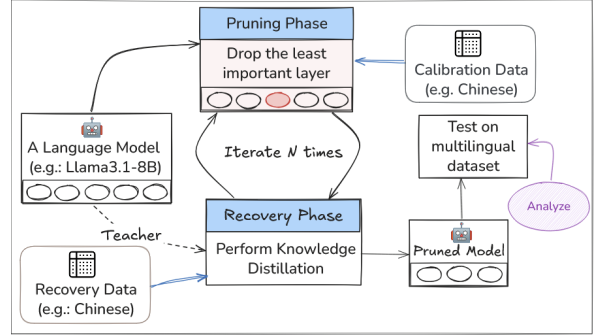 Pruning Phase
Drop the least
important layer
Calibration Data
(e.g. Chinese)
A Language Model
(e.g.: Llama3.1-8B)
Iterate N times
Test on
multilingual
dataset
Analyze
Teacher
Recovery Phase
Perform Knowledge
Distillation
Pruned Model
Recovery Data
(e.g.: Chinese)